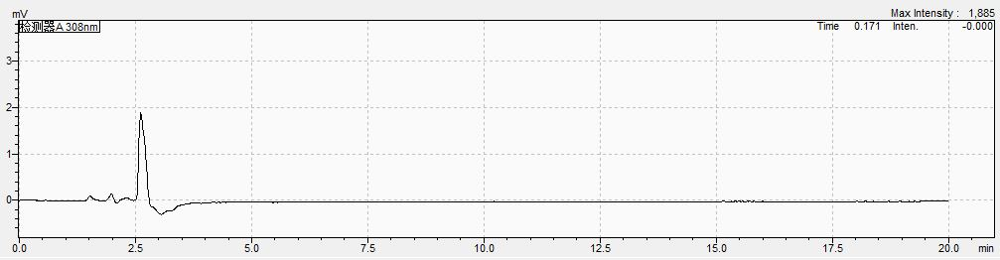 mV
Max Intensity : 1,885
检测器A 308nm
Time 0.171 Inten. -0.000
3
2
1
0
0.0 2.5 5.0 7.5 10.0 12.5 15.0 17.5 20.0 min